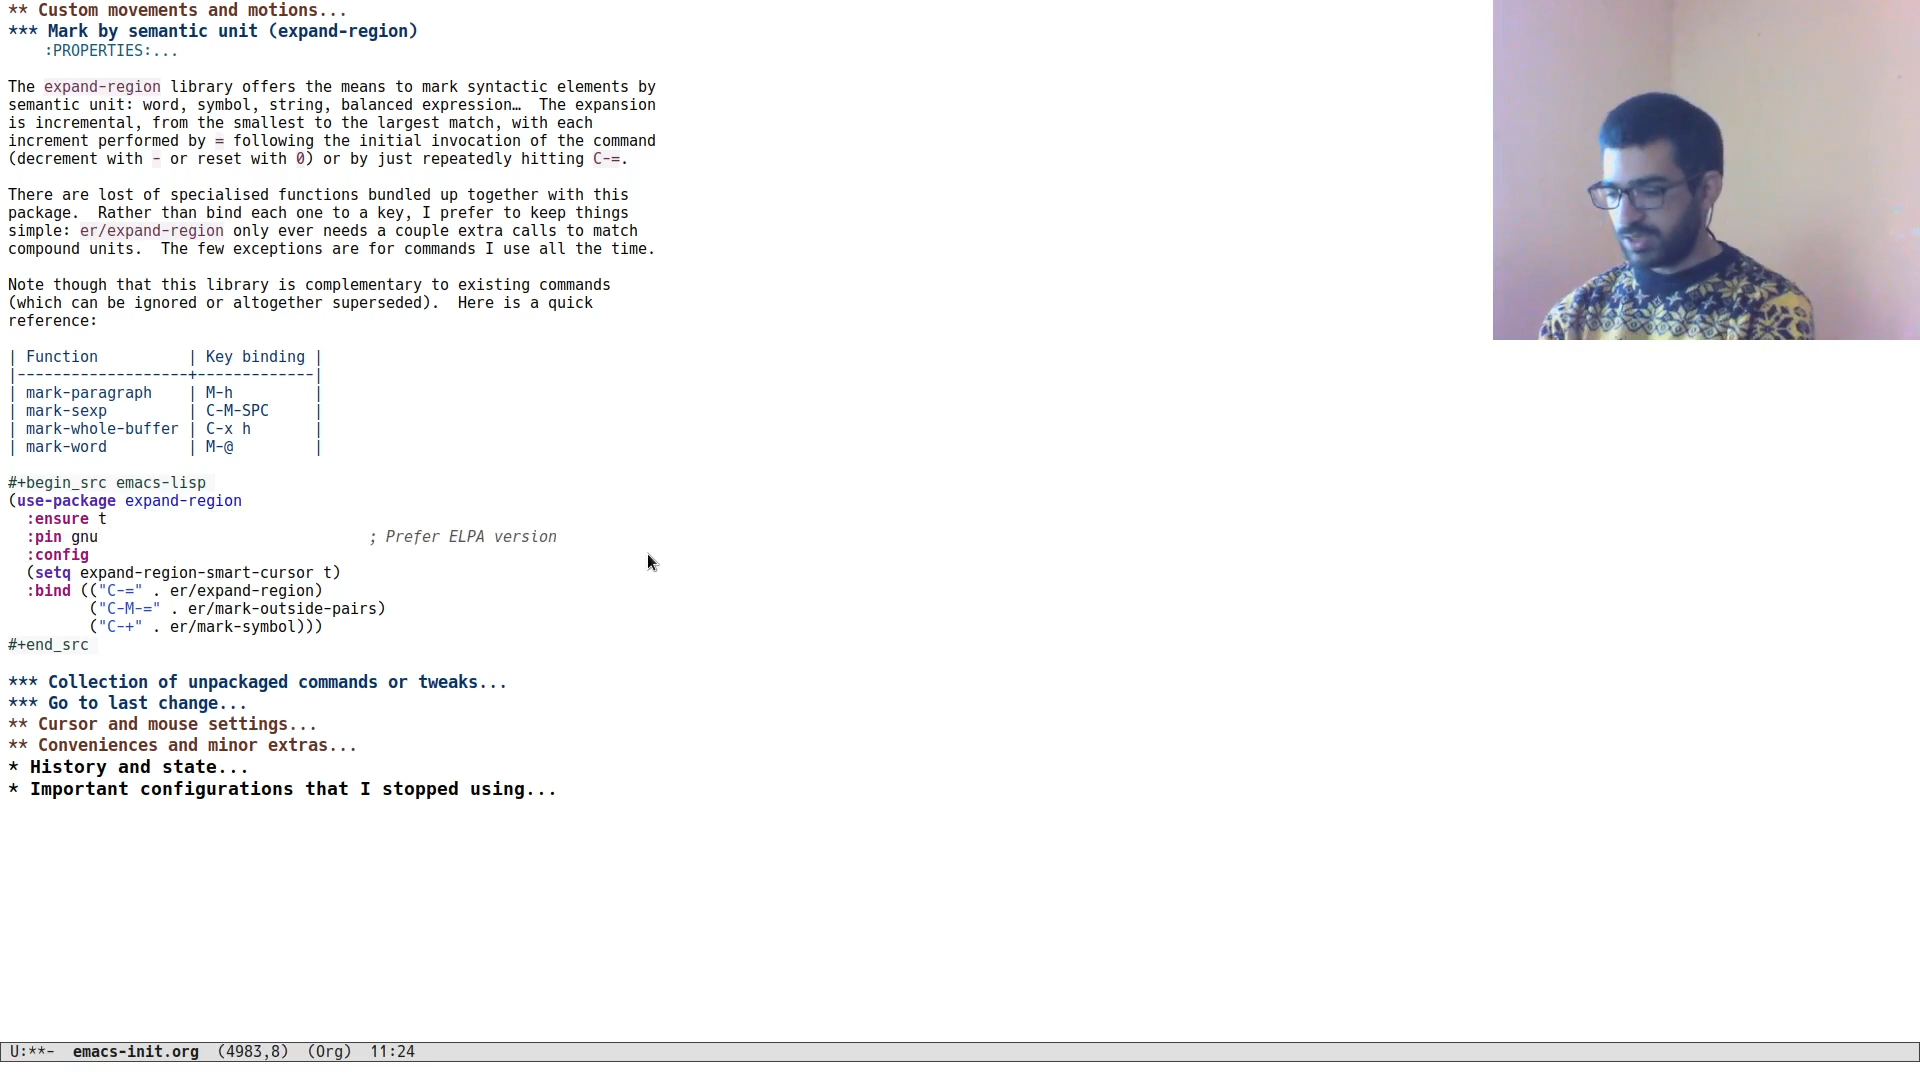 ** Custom movements and motions...
*** Mark by semantic unit (expand-region)
    :PROPERTIES:...
The expand-region library offers the means to mark syntactic elements by
semantic unit: word, symbol, string, balanced expression…  The expansion
is incremental, from the smallest to the largest match, with each
increment performed by = following the initial invocation of the command
(decrement with - or reset with 0) or by just repeatedly hitting C-=.
There are lost of specialised functions bundled up together with this
package.  Rather than bind each one to a key, I prefer to keep things
simple: er/expand-region only ever needs a couple extra calls to match
compound units.  The few exceptions are for commands I use all the time.
Note though that this library is complementary to existing commands
(which can be ignored or altogether superseded).  Here is a quick
reference:
| Function          | Key binding |
|-------------------+-------------|
| mark-paragraph    | M-h         |
| mark-sexp         | C-M-SPC     |
| mark-whole-buffer | C-x h       |
| mark-word         | M-@         |
#+begin_src emacs-lisp
(use-package expand-region
  :ensure t
  :pin gnu                              ; Prefer ELPA version
  :config
  (setq expand-region-smart-cursor t)
  :bind (("C-=" . er/expand-region)
         ("C-M-=" . er/mark-outside-pairs)
         ("C-+" . er/mark-symbol)))
#+end_src
*** Collection of unpackaged commands or tweaks...
*** Go to last change...
** Cursor and mouse settings...
** Conveniences and minor extras...
* History and state...
* Important configurations that I stopped using...
U:**-  emacs-init.org  (4983,8)  (Org)  11:24